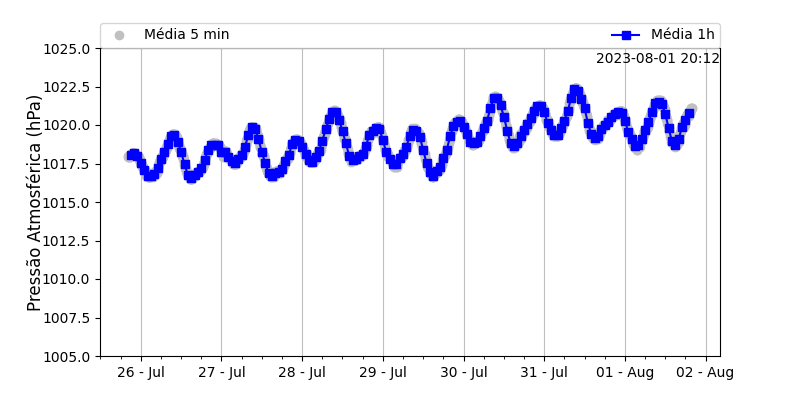 Média 5 min
Média 1h
2023-08-01 20:12
Pressão Atmosférica (hPa)
1025.0
1022.5
1020.0
1017.5
1015.0
1012.5
1010.0
1007.5
1005.0
26 - Jul
27 - Jul
28 - Jul
29 - Jul
30 - Jul
31 - Jul
01 - Aug
02 - Aug